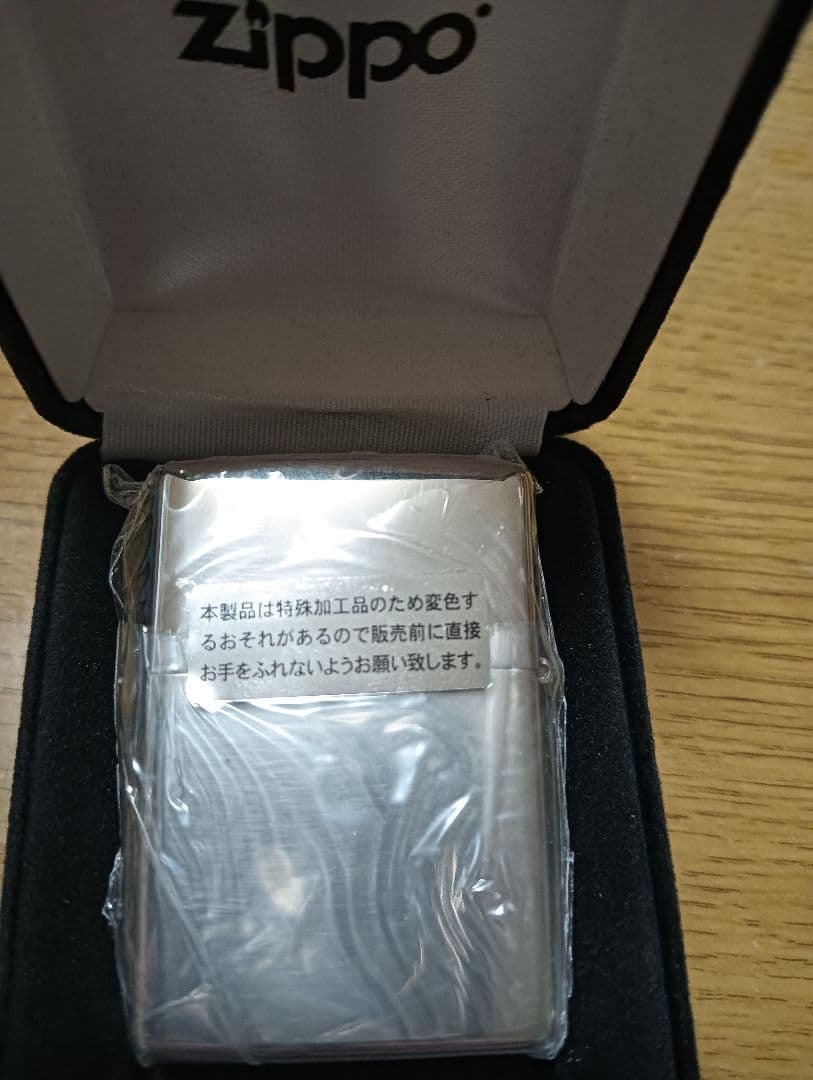 zippo
本製品は特殊加工品のため変色す
るおそれがあるので販売前に直接
お手をふれないようお願い致します。